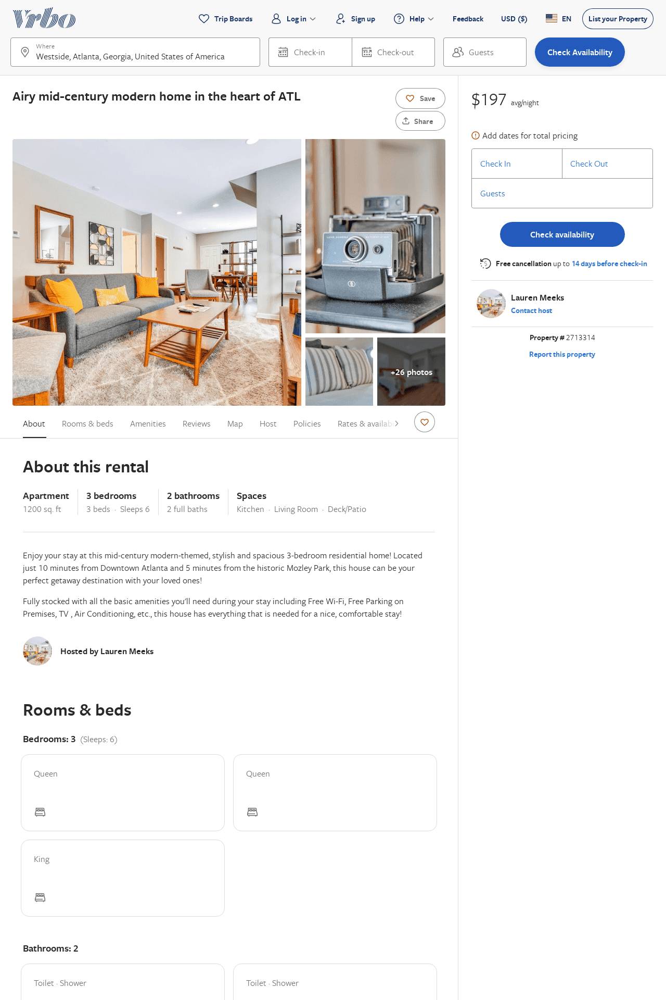 Vrbo
Trip Boards
Log in
Sign up
Help
Feedback
USD ($)
EN
List your Property
Where
Westside, Atlanta, Georgia, United States of America
Check-in
Check-out
Guests
Check Availability
Airy mid-century modern home in the heart of ATL
Save
Share
$197 avg/night
Add dates for total pricing
Check In
Check Out
Guests
Check availability
Free cancellation up to 14 days before check-in
Lauren Meeks
Contact host
Property # 2713314
Report this property
LAND CAMERA
+26 photos
About
Rooms & beds
Amenities
Reviews
Map
Host
Policies
Rates & availab
About this rental
Apartment
1200 sq. ft
3 bedrooms
3 beds · Sleeps 6
2 bathrooms
2 full baths
Spaces
Kitchen · Living Room · Deck/Patio
Enjoy your stay at this mid-century modern-themed, stylish and spacious 3-bedroom residential home! Located
just 10 minutes from Downtown Atlanta and 5 minutes from the historic Mozley Park, this house can be your
perfect getaway destination with your loved ones!
Fully stocked with all the basic amenities you'll need during your stay including Free Wi-Fi, Free Parking on
Premises, TV , Air Conditioning, etc., this house has everything that is needed for a nice, comfortable stay!
Hosted by Lauren Meeks
Rooms & beds
Bedrooms: 3 (Sleeps: 6)
Queen
Queen
King
Bathrooms: 2
Toilet · Shower
Toilet · Shower